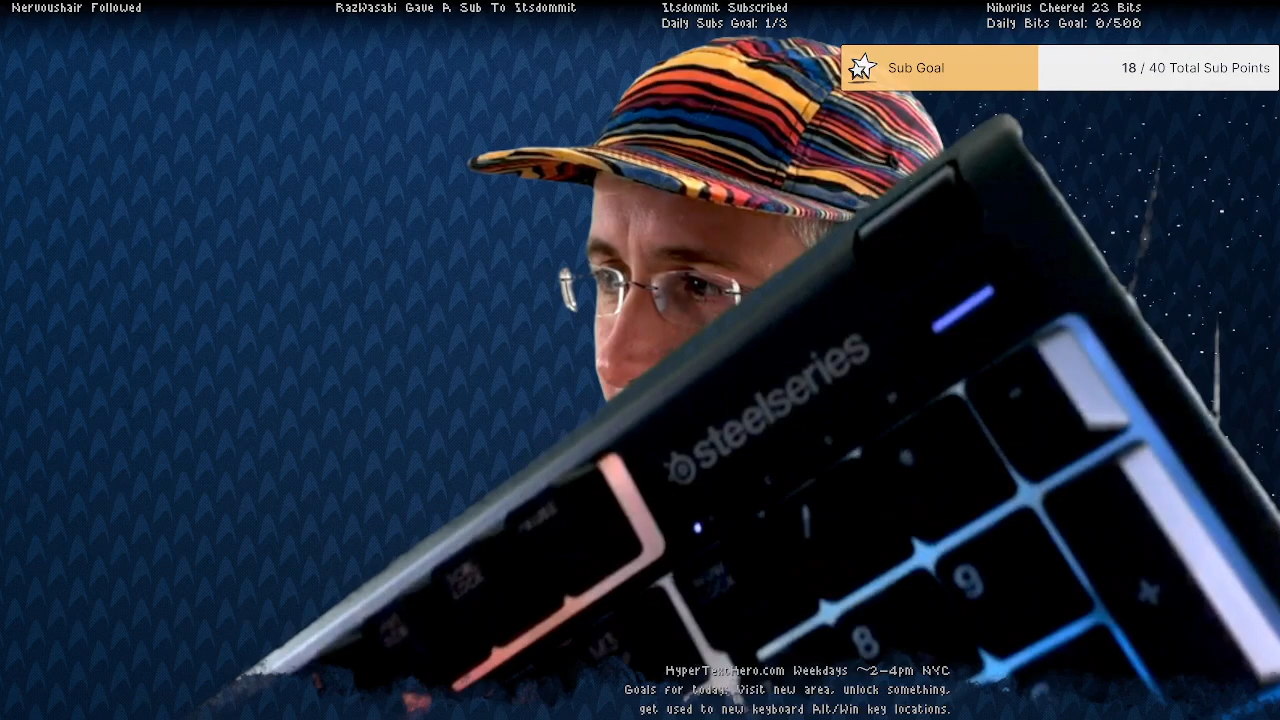 Nervoushair Followed
RazWasabi Gave A Sub To Itsdommit
Itsdommit Subscribed
Daily Subs Goal: 1/3
Niborius Cheered 23 Bits
Daily Bits Goal: 0/500
Sub Goal
18 / 40 Total Sub Points
steelseries
-
/
9
+
8
HyperTextHero.com Weekdays ~2-4pm NYC
Goals for today: Visit new area, unlock something,
get used to new keyboard Alt/Win key locations.